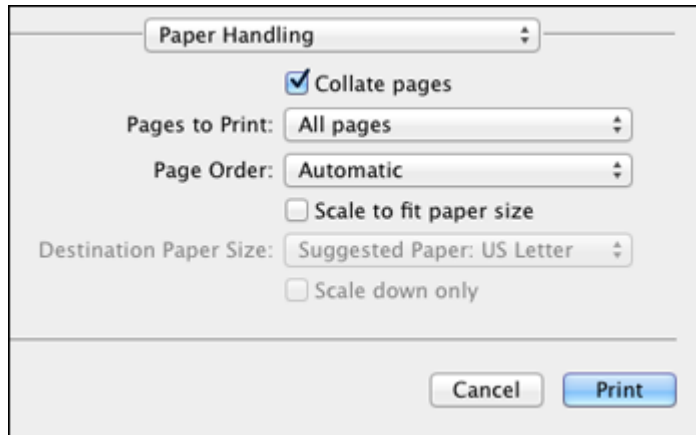 Paper Handling
Collate pages
Pages to Print: All pages
Page Order: Automatic
Scale to fit paper size
Destination Paper Size: Suggested Paper: US Letter
Scale down only
Cancel Print